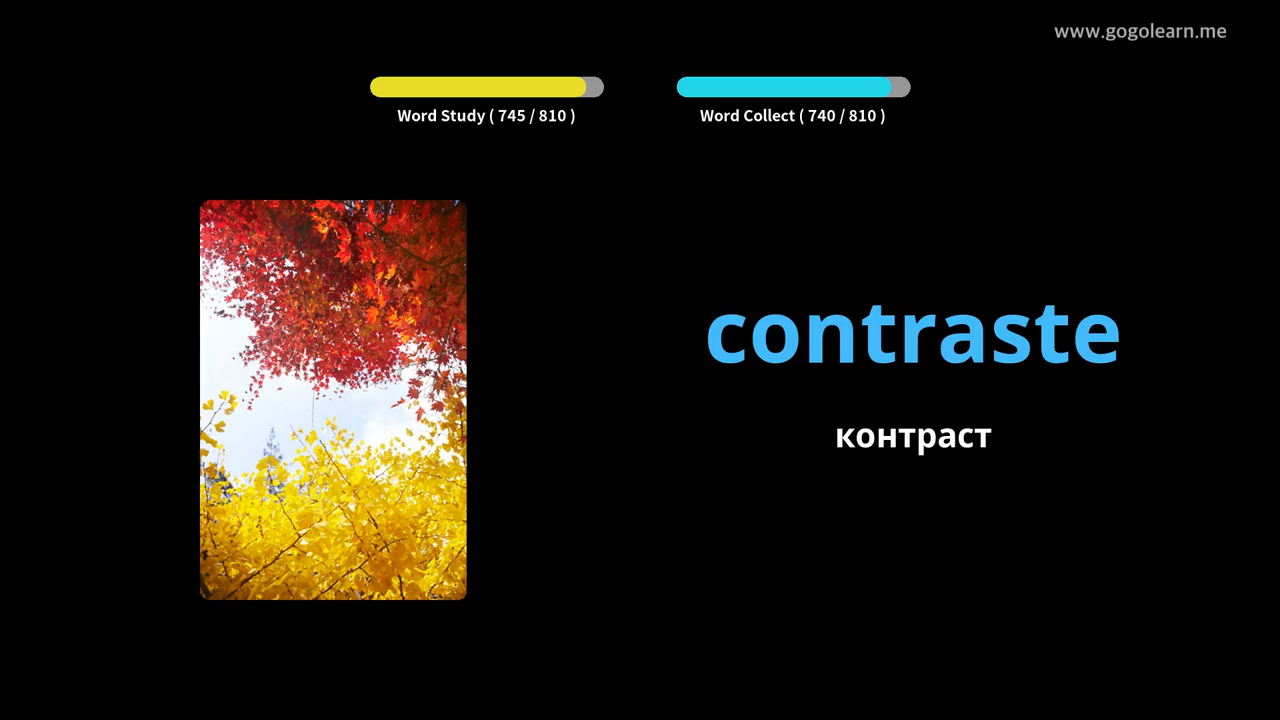 www.gogolearn.me
Word Study ( 745 / 810 )
Word Collect ( 740 / 810 )
contraste
контраст